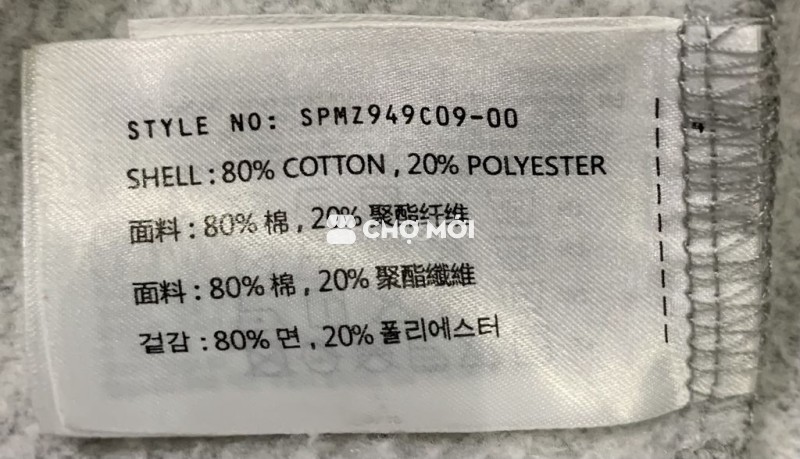 STYLE NO: SPMZ949C09-00
SHELL : 80% COTTON , 20% POLYESTER
面料 : 80% 棉 , 20% 聚酯纤维
CHỢ MỚI
面料 : 80% 棉 , 20% 聚酯纖維
겉감 : 80% 면 , 20% 폴리에스터